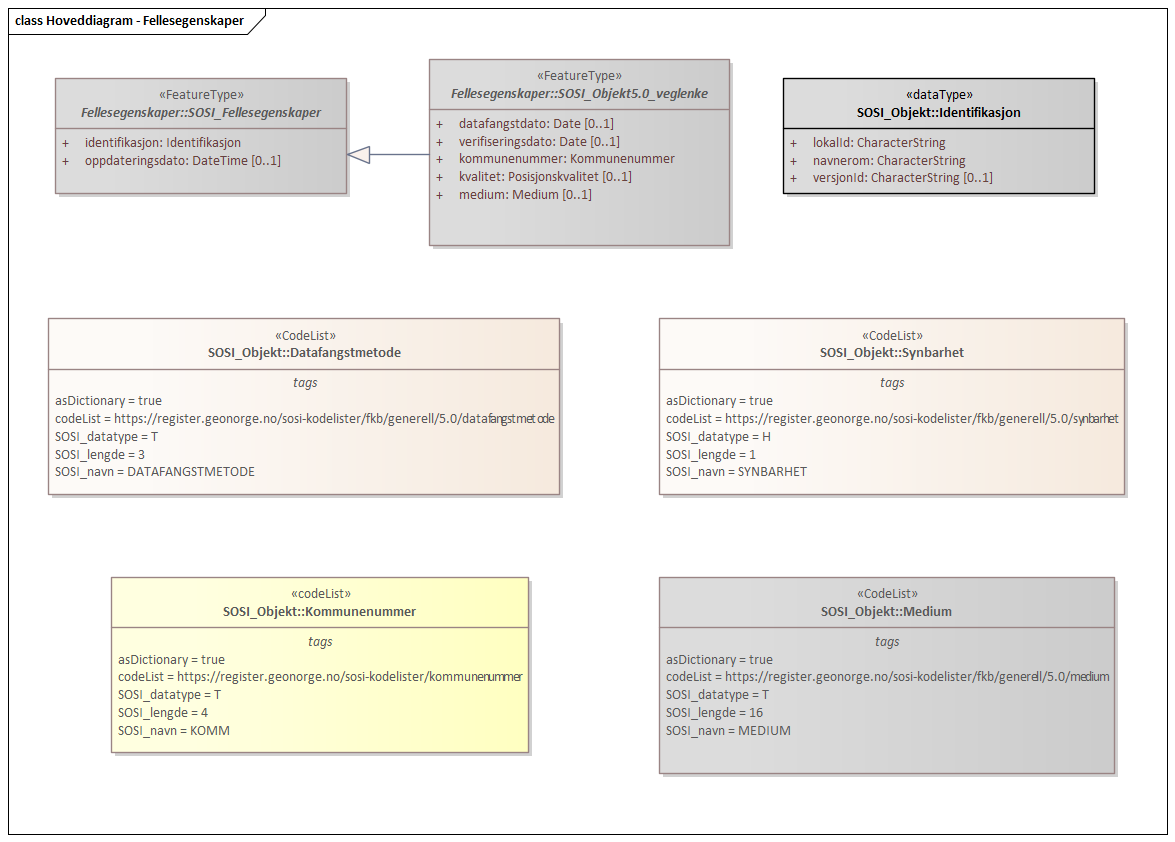 class Hoveddiagram - Fellesegenskaper
«FeatureType»
Fellesegenskaper::SOSI_Fellesegenskaper
+ identifikasjon: Identifikasjon
+ oppdateringsdato: DateTime [0..1]
«FeatureType»
Fellesegenskaper::SOSI_Objekt5.0_veglenke
+ datafangstdato: Date [0..1]
+ verifiseringsdato: Date [0..1]
+ kommunenummer: Kommunenummer
+ kvalitet: Posisjonskvalitet [0..1]
+ medium: Medium [0..1]
«dataType»
SOSI_Objekt::Identifikasjon
+ lokalId: CharacterString
+ navnerom: CharacterString
+ versjonId: CharacterString [0..1]
«CodeList»
SOSI_Objekt::Datafangstmetode
tags
asDictionary = true
codeList = https://register.geonorge.no/sosi-kodelister/fkb/generell/5.0/datafangstmetode
SOSI_datatype = T
SOSI_lengde = 3
SOSI_navn = DATAFANGSTMETODE
«CodeList»
SOSI_Objekt::Synbarhet
tags
asDictionary = true
codeList = https://register.geonorge.no/sosi-kodelister/fkb/generell/5.0/synbarhet
SOSI_datatype = H
SOSI_lengde = 1
SOSI_navn = SYNBARHET
«codeList»
SOSI_Objekt::Kommunenummer
tags
asDictionary = true
codeList = https://register.geonorge.no/sosi-kodelister/kommunenummer
SOSI_datatype = T
SOSI_lengde = 4
SOSI_navn = KOMM
«CodeList»
SOSI_Objekt::Medium
tags
asDictionary = true
codeList = https://register.geonorge.no/sosi-kodelister/fkb/generell/5.0/medium
SOSI_datatype = T
SOSI_lengde = 16
SOSI_navn = MEDIUM